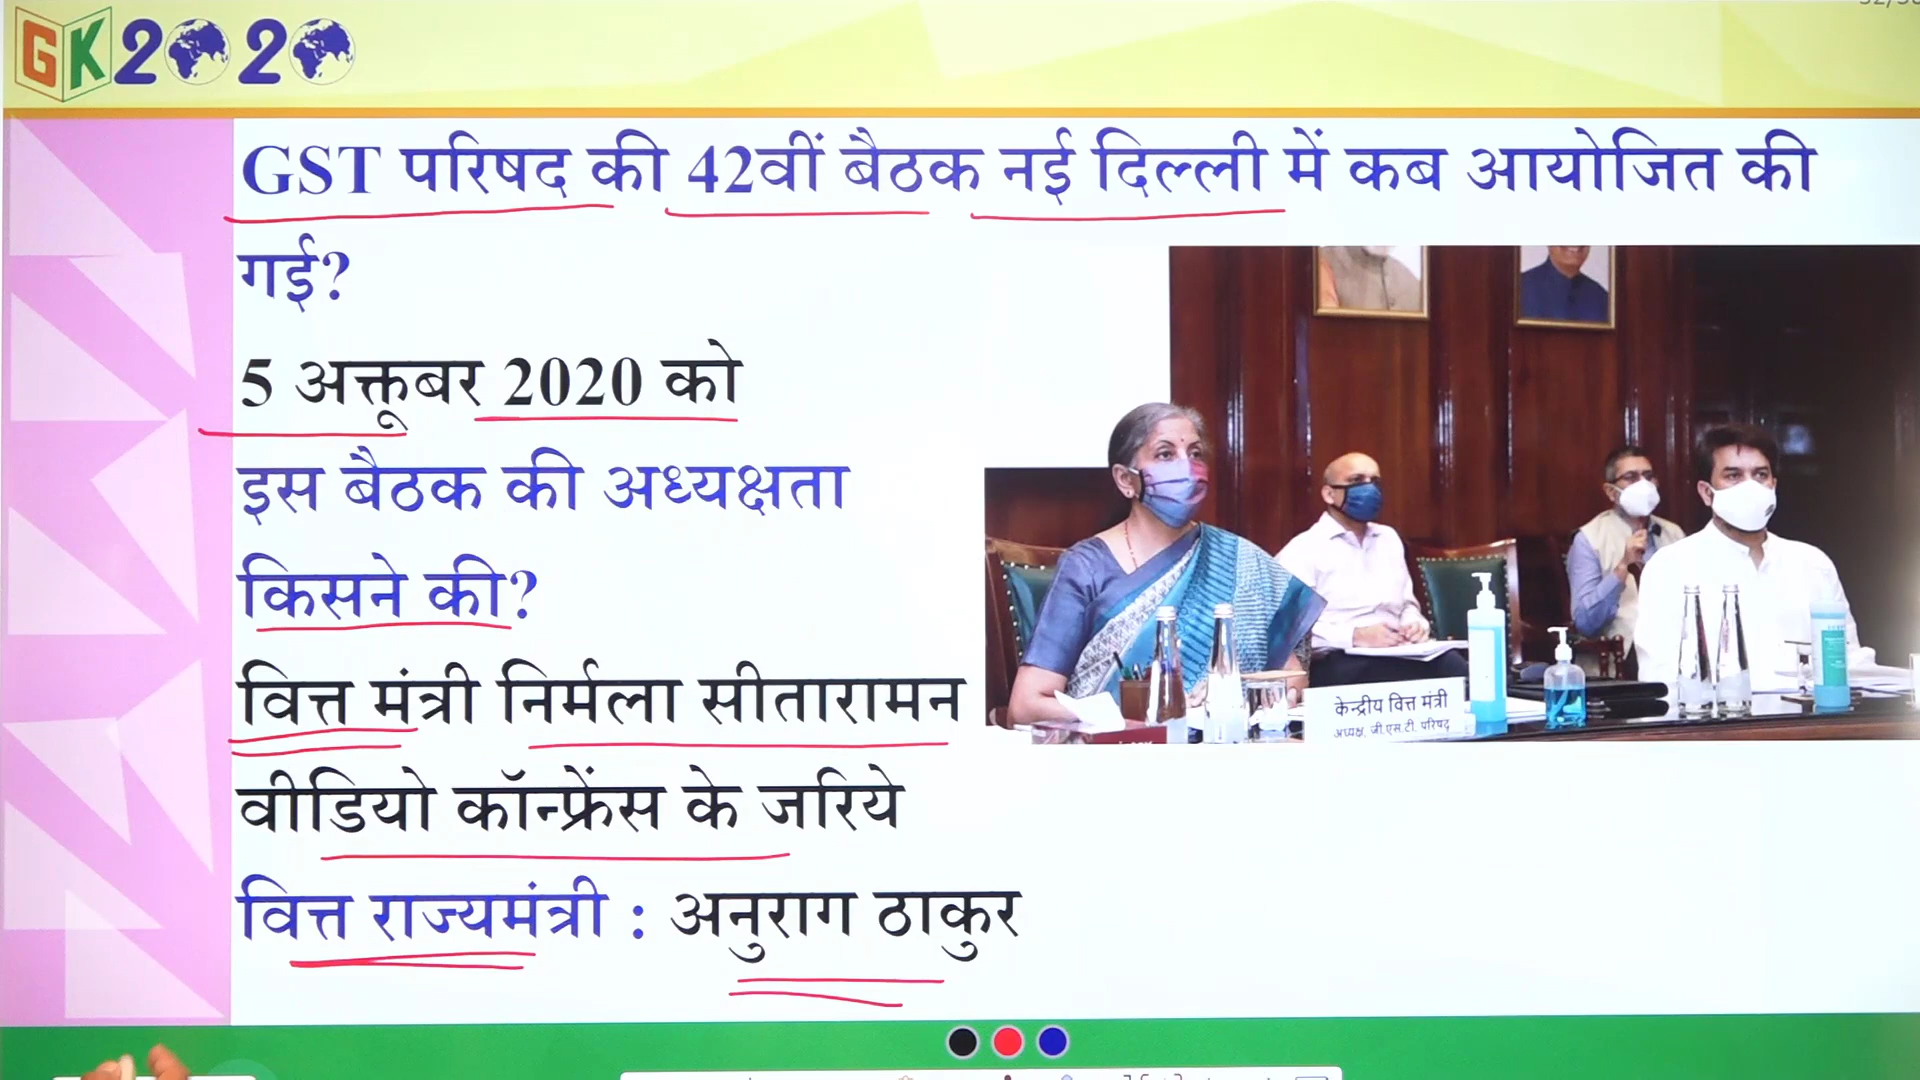 GK2020
GST परिषद की 42वीं बैठक नई दिल्ली में कब आयोजित की
गई?
5 अक्तूबर 2020 को
इस बैठक की अध्यक्षता
किसने की?
वित्त मंत्री निर्मला सीतारामन
वीडियो कॉन्फ्रेंस के जरिये
वित्त राज्यमंत्री : अनुराग ठाकुर
केन्द्रीय वित्त मंत्री
अध्यक्ष, जी.एस.टी. परिषद्